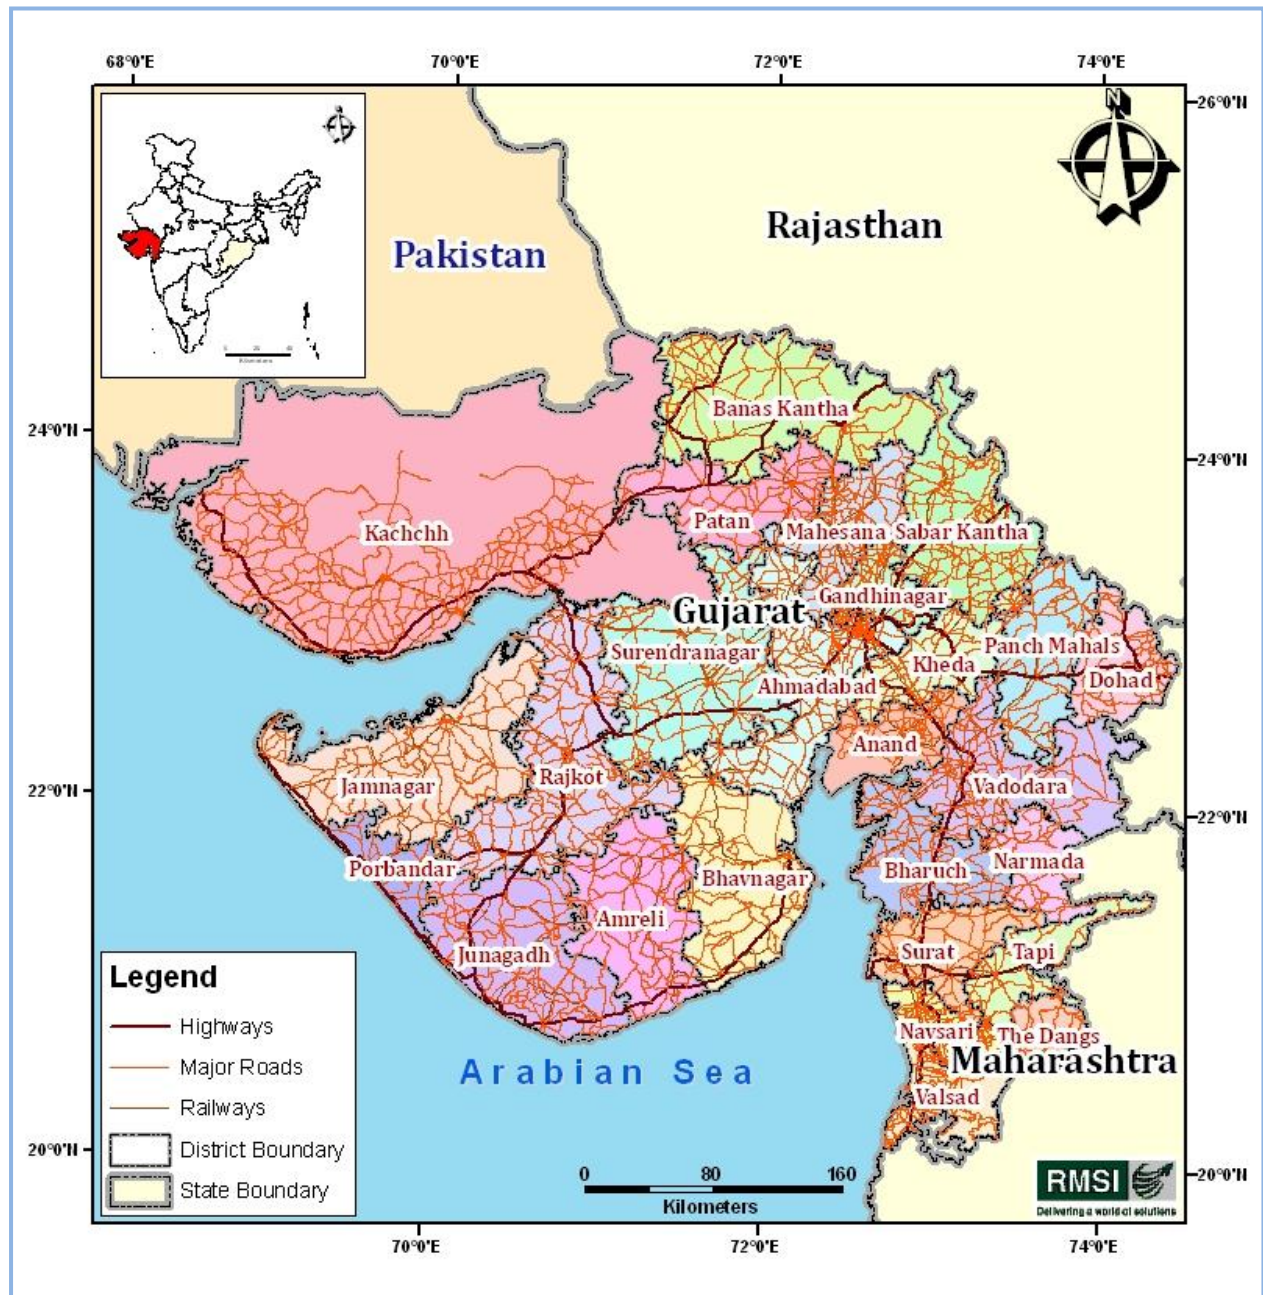 68°0'E 70°0'E 72°0'E 74°0'E
26°0'N
N
Rajasthan
Pakistan
Kilometers
Banas Kantha
24°0'N
24°0'N
Patan
Kachchh
Mahesana Sabar Kantha
Gandhinagar
Gujarat
Surendranagar
Panch Mahals
Kheda
Dohad
Ahmadabad
Anand
Rajkot
Jamnagar
Vadodara
22°0'N
22°0'N
Porbandar
Bharuch
Narmada
Bhavnagar
Amreli
Junagadh
Surat
Tapi
Navsari
The Dangs
Maharashtra
Arabian Sea
Valsad
Legend
Highways
Major Roads
Railways
District Boundary
State Boundary
20°0'N
20°0'N
0 80 160
Kilometers
RMSI
Delivering a world of solutions
70°0'E 72°0'E 74°0'E